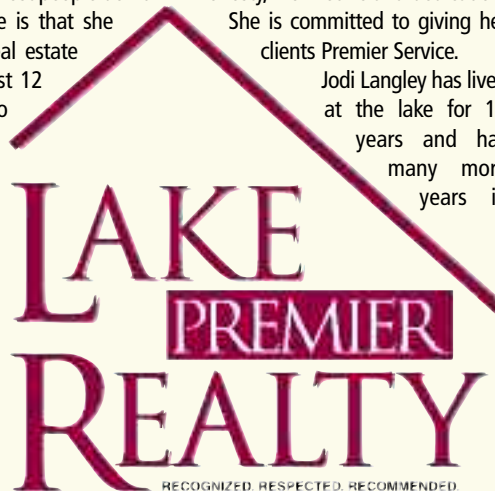 e is that she
al estate
st 12
o
She is committed to giving he
clients Premier Service.
Jodi Langley has live
at the lake for 1
years and ha
many mor
years i
LAKE
PREMIER
REALTY
RECOGNIZED. RESPECTED. RECOMMENDED.